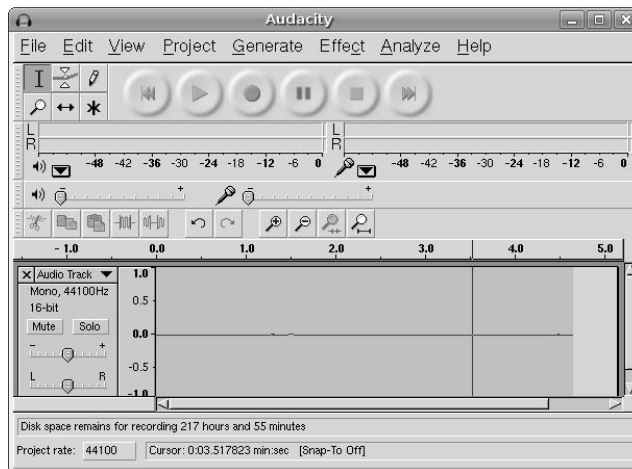 Audacity
File Edit View Project Generate Effect Analyze Help
L
R
-48 -42 -36 -30 -24 -18 -12 -6 0
L
R
-48 -42 -36 -30 -24 -18 -12 -6 0
- + - +
- 1.0 0.0 1.0 2.0 3.0 4.0 5.0
X Audio Track
Mono, 44100Hz
16-bit
Mute Solo
- +
L R
1.0
0.5
0.0
-0.5
-1.0
Disk space remains for recording 217 hours and 55 minutes
Project rate: 44100 Cursor: 0:03.517823 min:sec [Snap-To Off]